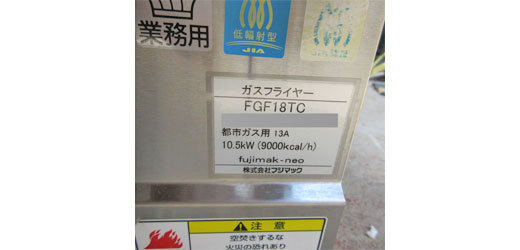 業務用
低輻射型
JIA
ガスフライヤー
FGF18TC
都市ガス用 13A
10.5kW (9000kcal/h)
fujimak-neo
株式会社フジマック
注意
空焚きするな
火災の恐れあり